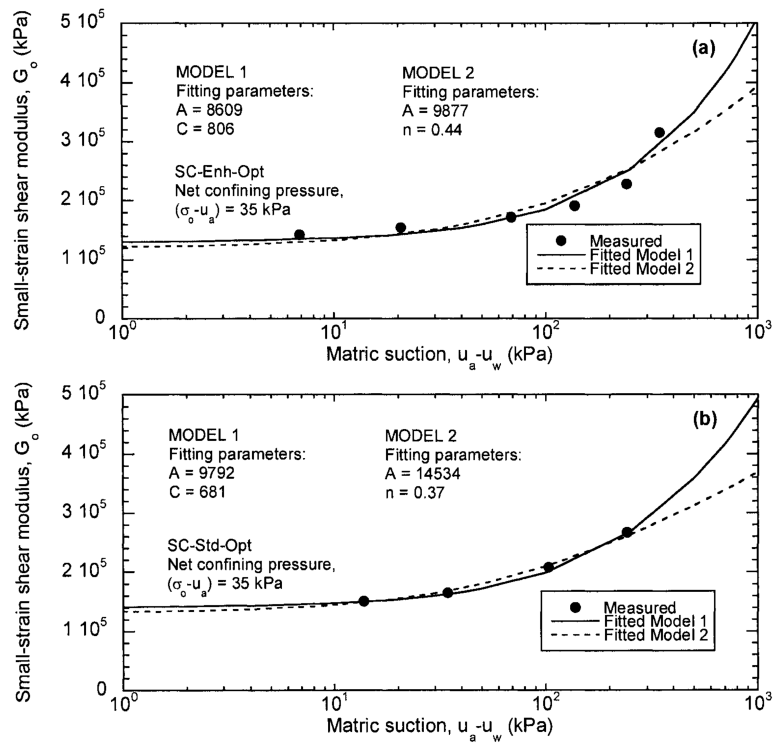 Small-strain shear modulus, Gₒ (kPa)
5 10⁵
4 10⁵
3 10⁵
2 10⁵
1 10⁵
0
(a)
MODEL 1
Fitting parameters:
A = 8609
C = 806
MODEL 2
Fitting parameters:
A = 9877
n = 0.44
SC-Enh-Opt
Net confining pressure,
(σₒ-uₐ) = 35 kPa
Measured
Fitted Model 1
Fitted Model 2
10⁰ 10¹ 10² 10³
Matric suction, uₐ-u_w (kPa)
Small-strain shear modulus, Gₒ (kPa)
5 10⁵
4 10⁵
3 10⁵
2 10⁵
1 10⁵
0
(b)
MODEL 1
Fitting parameters:
A = 9792
C = 681
MODEL 2
Fitting parameters:
A = 14534
n = 0.37
SC-Std-Opt
Net confining pressure,
(σₒ-uₐ) = 35 kPa
Measured
Fitted Model 1
Fitted Model 2
10⁰ 10¹ 10² 10³
Matric suction, uₐ-u_w (kPa)